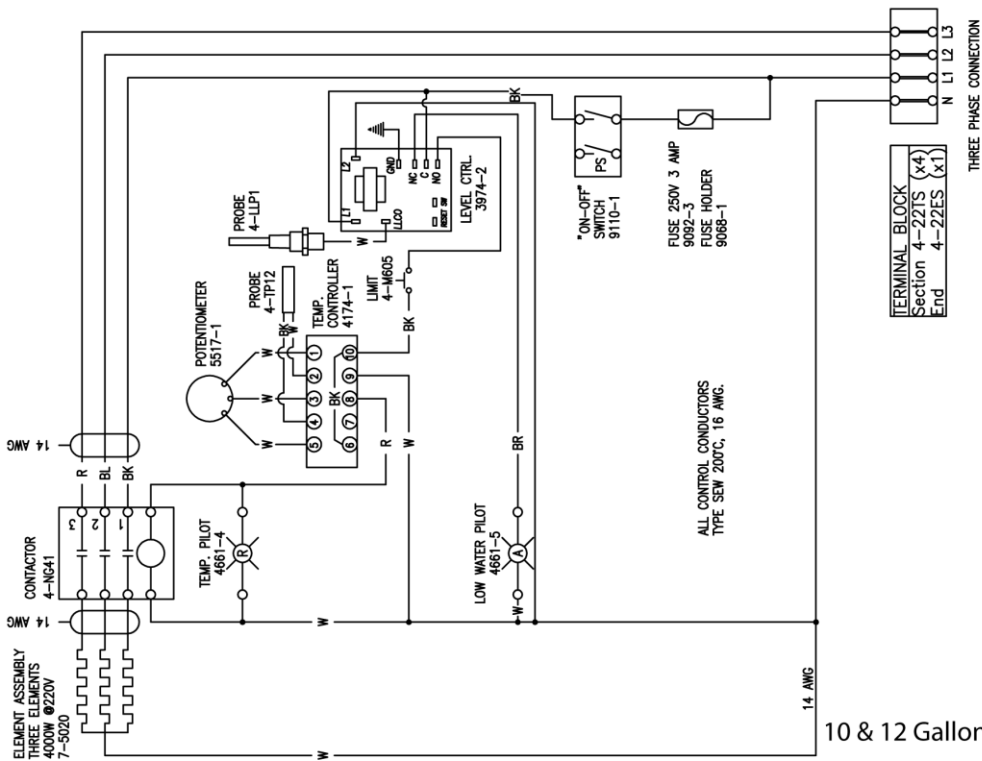 THREE PHASE CONNECTION
L3
L2
L1
N
TERMINAL BLOCK
Section 4-22TS (x4)
End 4-22ES (x1)
FUSE 250V 3 AMP
9092-3
FUSE HOLDER
9068-1
"ON-OFF"
SWITCH
9110-1
PS
BK
LEVEL CTRL.
3974-2
L1
L2
GND
NC
C
NO
LLCO
RESET SW
PROBE
4-LLP1
W
LIMIT
4-M605
BK
PROBE
4-TP12
BK
W
TEMP.
CONTROLLER
4174-1
1
2
3
4
5
10
9
8
7
6
BK
POTENTIOMETER
5517-1
W
W
W
R
W
BR
14 AWG
R
BL
BK
CONTACTOR
4-NG41
3
2
1
14 AWG
TEMP. PILOT
4661-4
R
LOW WATER PILOT
4661-5
A
W
W
ELEMENT ASSEMBLY
THREE ELEMENTS
4000W @220V
7-5020
W
14 AWG
ALL CONTROL CONDUCTORS
TYPE SEW 200°C, 16 AWG.
10 & 12 Gallon